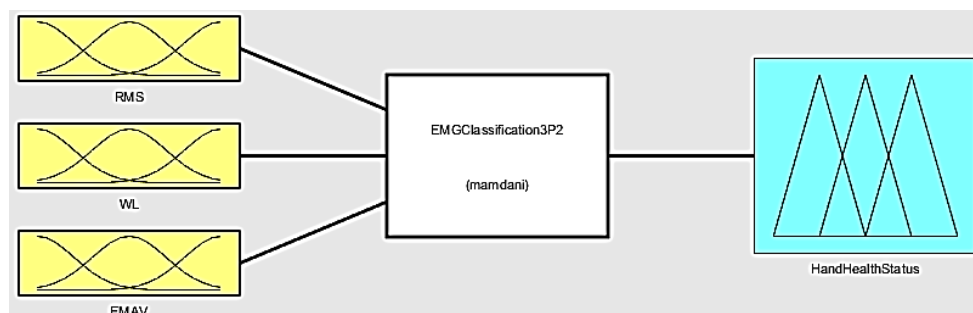 RMS
EMGClassification3P2
WL
(mamdani)
HandHealthStatus
EMAV